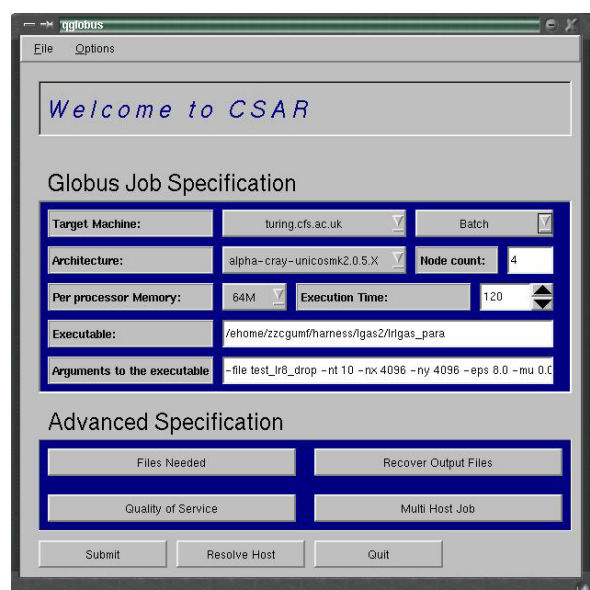 qglobus
File Options
Welcome to CSAR
Globus Job Specification
Target Machine: turing.cfs.ac.uk Batch
Architecture: alpha-cray-unicosmk2.0.5.X Node count: 4
Per processor Memory: 64M Execution Time: 120
Executable: /ehome/zzcgumf/harness/lgas2/lrlgas_para
Arguments to the executable -file test_lr8_drop -nt 10 -nx 4096 -ny 4096 -eps 8.0 -mu 0.0
Advanced Specification
Files Needed Recover Output Files
Quality of Service Multi Host Job
Submit Resolve Host Quit